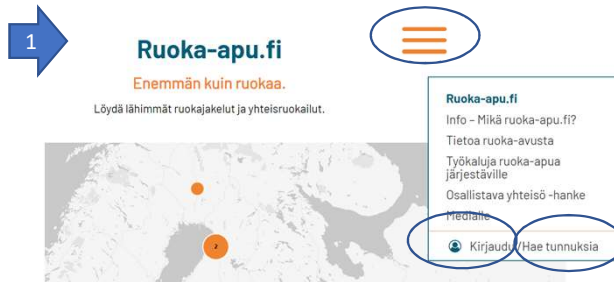 1
Ruoka-apu.fi
Enemmän kuin ruokaa.
Löydä lähimmät ruokajakelut ja yhteisruokailut.
2
Ruoka-apu.fi
Info – Mikä ruoka-apu.fi?
Tietoa ruoka-avusta
Työkaluja ruoka-apua
järjestäville
Osallistava yhteisö -hanke
Medialle
Kirjaudu/Hae tunnuksia